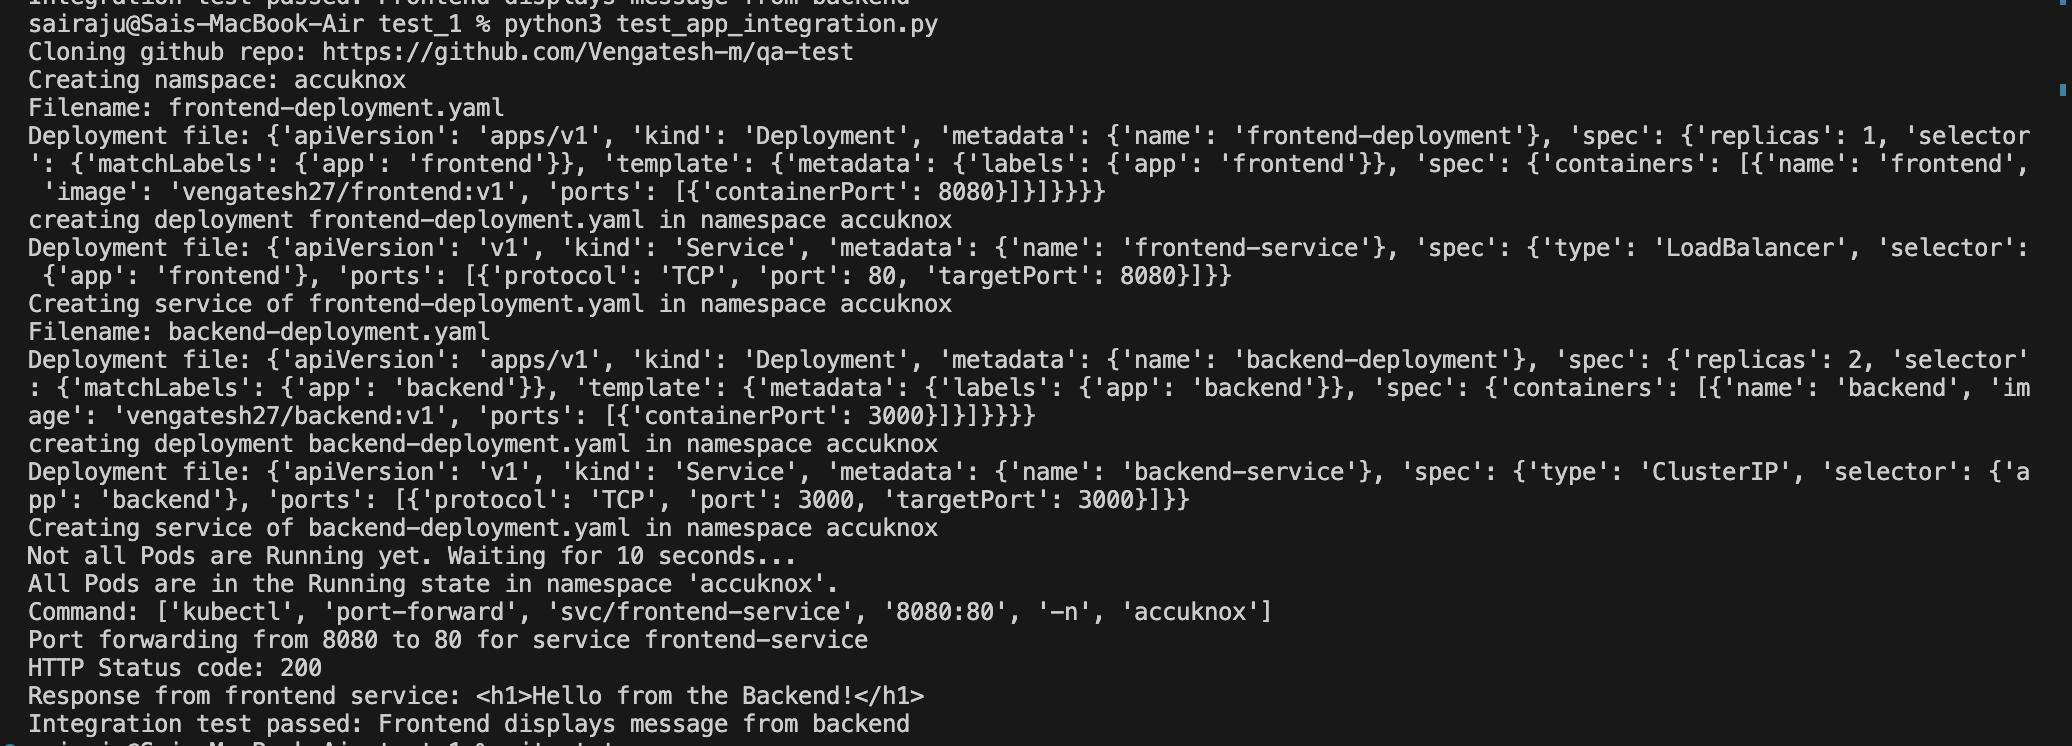 Integration test passed: Frontend displays message from backend
sairaju@Sais-MacBook-Air test_1 % python3 test_app_integration.py
Cloning github repo: https://github.com/Vengatesh-m/qa-test
Creating namspace: accuknox
Filename: frontend-deployment.yaml
Deployment file: {'apiVersion': 'apps/v1', 'kind': 'Deployment', 'metadata': {'name': 'frontend-deployment'}, 'spec': {'replicas': 1, 'selector
': {'matchLabels': {'app': 'frontend'}}, 'template': {'metadata': {'labels': {'app': 'frontend'}}, 'spec': {'containers': [{'name': 'frontend',
 'image': 'vengatesh27/frontend:v1', 'ports': [{'containerPort': 8080}]}]}}}}
creating deployment frontend-deployment.yaml in namespace accuknox
Deployment file: {'apiVersion': 'v1', 'kind': 'Service', 'metadata': {'name': 'frontend-service'}, 'spec': {'type': 'LoadBalancer', 'selector':
 {'app': 'frontend'}, 'ports': [{'protocol': 'TCP', 'port': 80, 'targetPort': 8080}]}}
Creating service of frontend-deployment.yaml in namespace accuknox
Filename: backend-deployment.yaml
Deployment file: {'apiVersion': 'apps/v1', 'kind': 'Deployment', 'metadata': {'name': 'backend-deployment'}, 'spec': {'replicas': 2, 'selector'
: {'matchLabels': {'app': 'backend'}}, 'template': {'metadata': {'labels': {'app': 'backend'}}, 'spec': {'containers': [{'name': 'backend', 'im
age': 'vengatesh27/backend:v1', 'ports': [{'containerPort': 3000}]}]}}}}
creating deployment backend-deployment.yaml in namespace accuknox
Deployment file: {'apiVersion': 'v1', 'kind': 'Service', 'metadata': {'name': 'backend-service'}, 'spec': {'type': 'ClusterIP', 'selector': {'a
pp': 'backend'}, 'ports': [{'protocol': 'TCP', 'port': 3000, 'targetPort': 3000}]}}
Creating service of backend-deployment.yaml in namespace accuknox
Not all Pods are Running yet. Waiting for 10 seconds...
All Pods are in the Running state in namespace 'accuknox'.
Command: ['kubectl', 'port-forward', 'svc/frontend-service', '8080:80', '-n', 'accuknox']
Port forwarding from 8080 to 80 for service frontend-service
HTTP Status code: 200
Response from frontend service: <h1>Hello from the Backend!</h1>
Integration test passed: Frontend displays message from backend